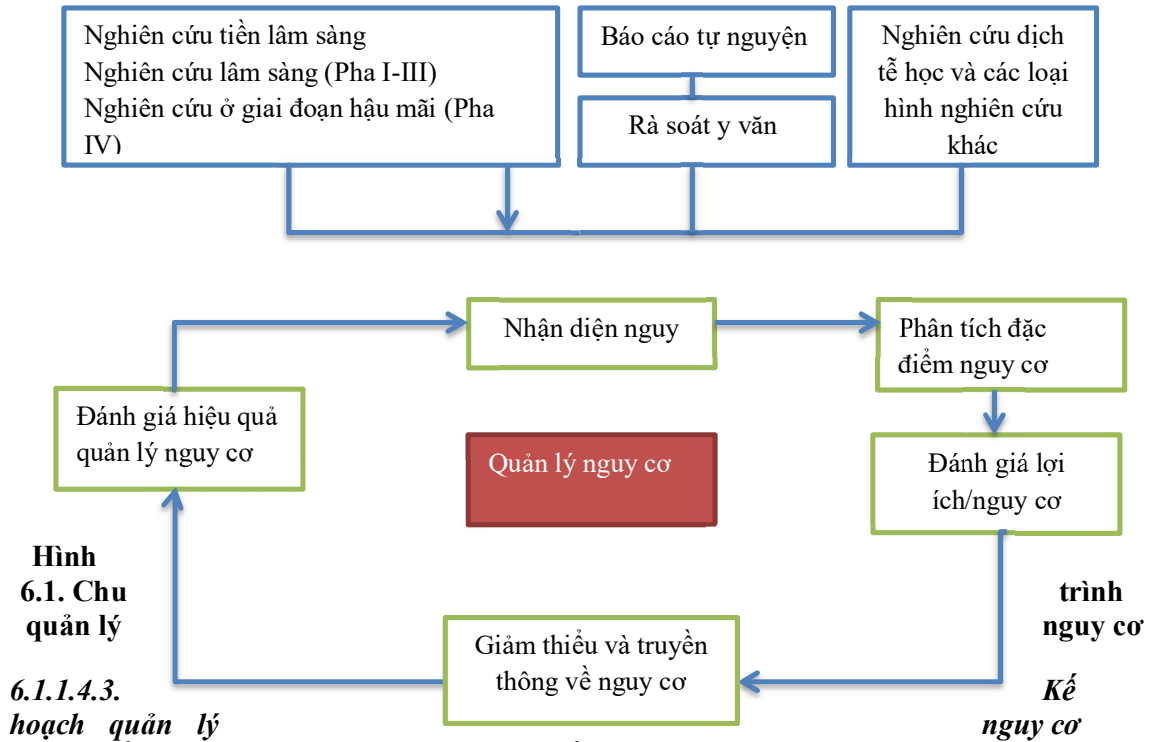 Nghiên cứu tiền lâm sàng
Nghiên cứu lâm sàng (Pha I-III)
Nghiên cứu ở giai đoạn hậu mãi (Pha
IV)
Báo cáo tự nguyện
Rà soát y văn
Nghiên cứu dịch
tễ học và các loại
hình nghiên cứu
khác
Nhận diện nguy
Phân tích đặc
điểm nguy cơ
Đánh giá hiệu quả
quản lý nguy cơ
Quản lý nguy cơ
Đánh giá lợi
ích/nguy cơ
Giảm thiểu và truyền
thông về nguy cơ
Hình
6.1. Chu trình
quản lý nguy cơ
6.1.1.4.3. Kế
hoạch quản lý nguy cơ